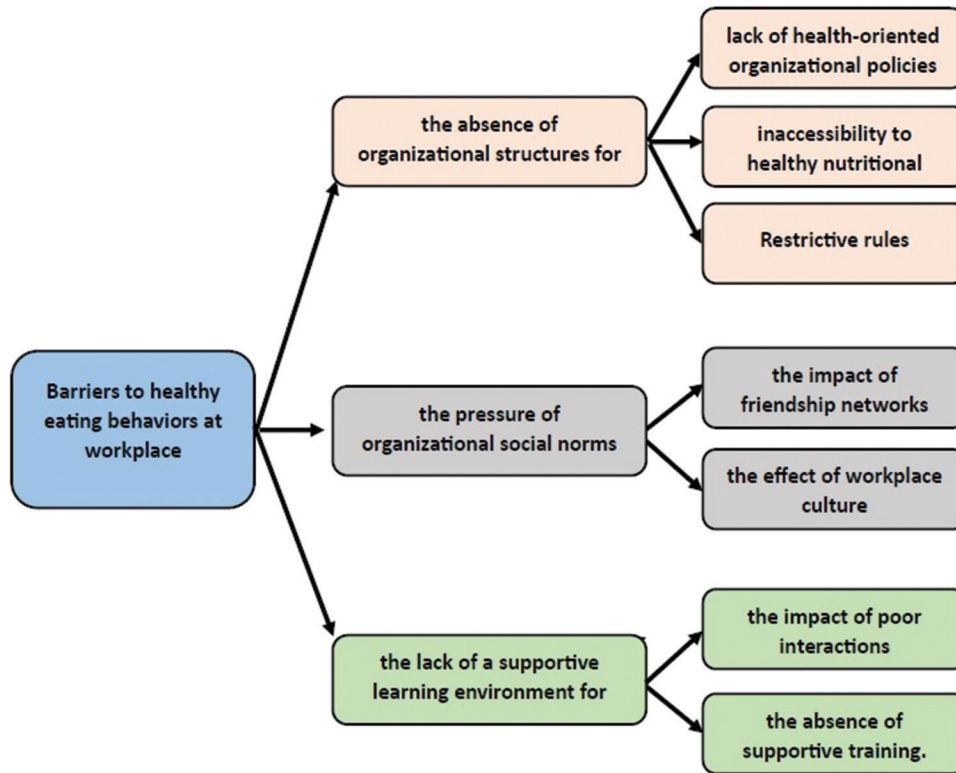 Barriers to healthy
eating behaviors at
workplace
the absence of
organizational structures for
lack of health-oriented
organizational policies
inaccessibility to
healthy nutritional
Restrictive rules
the pressure of
organizational social norms
the impact of
friendship networks
the effect of workplace
culture
the lack of a supportive
learning environment for
the impact of poor
interactions
the absence of
supportive training.